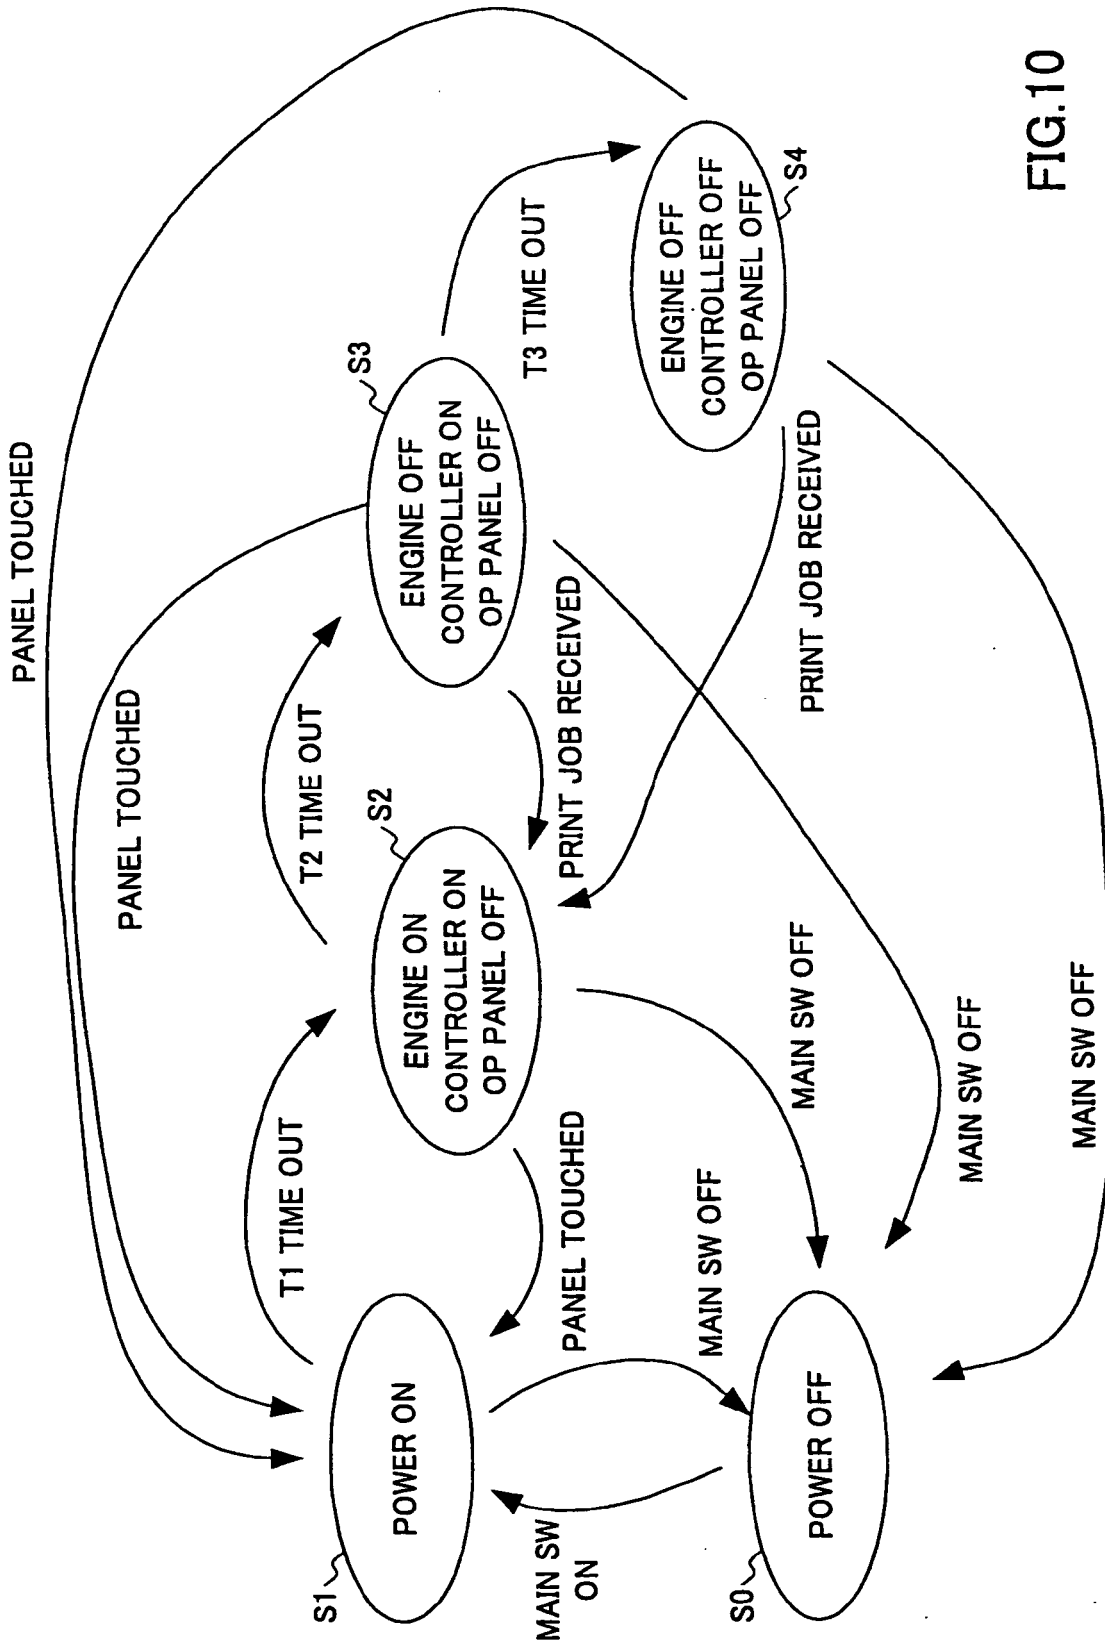 PANEL TOUCHED
PANEL TOUCHED
T1 TIME OUT
T2 TIME OUT
S1
POWER ON
S2
ENGINE ON
CONTROLLER ON
OP PANEL OFF
S3
ENGINE OFF
CONTROLLER ON
OP PANEL OFF
T3 TIME OUT
MAIN SW
ON
PANEL TOUCHED
PRINT JOB RECEIVED
S4
ENGINE OFF
CONTROLLER OFF
OP PANEL OFF
MAIN SW OFF
MAIN SW OFF
PRINT JOB RECEIVED
S0
POWER OFF
MAIN SW OFF
MAIN SW OFF
FIG.10